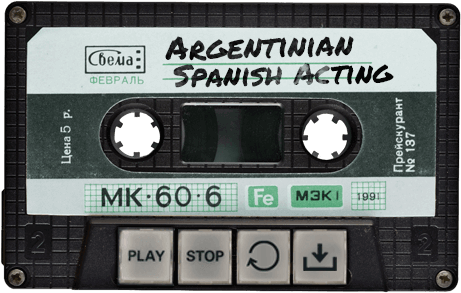 Свема
ФЕВРАЛЬ
ARGENTINIAN
SPANISH ACTING
Цена 5 р.
Прейскурант
№ 137
МК·60·6
Fe
МЭК I
1991
2
2
PLAY
STOP